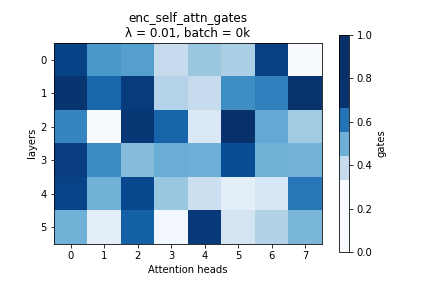 enc_self_attn_gates
λ = 0.01, batch = 0k
0
1
2
3
4
5
layers
0 1 2 3 4 5 6 7
Attention heads
1.0
0.8
0.6
0.4
0.2
0.0
gates